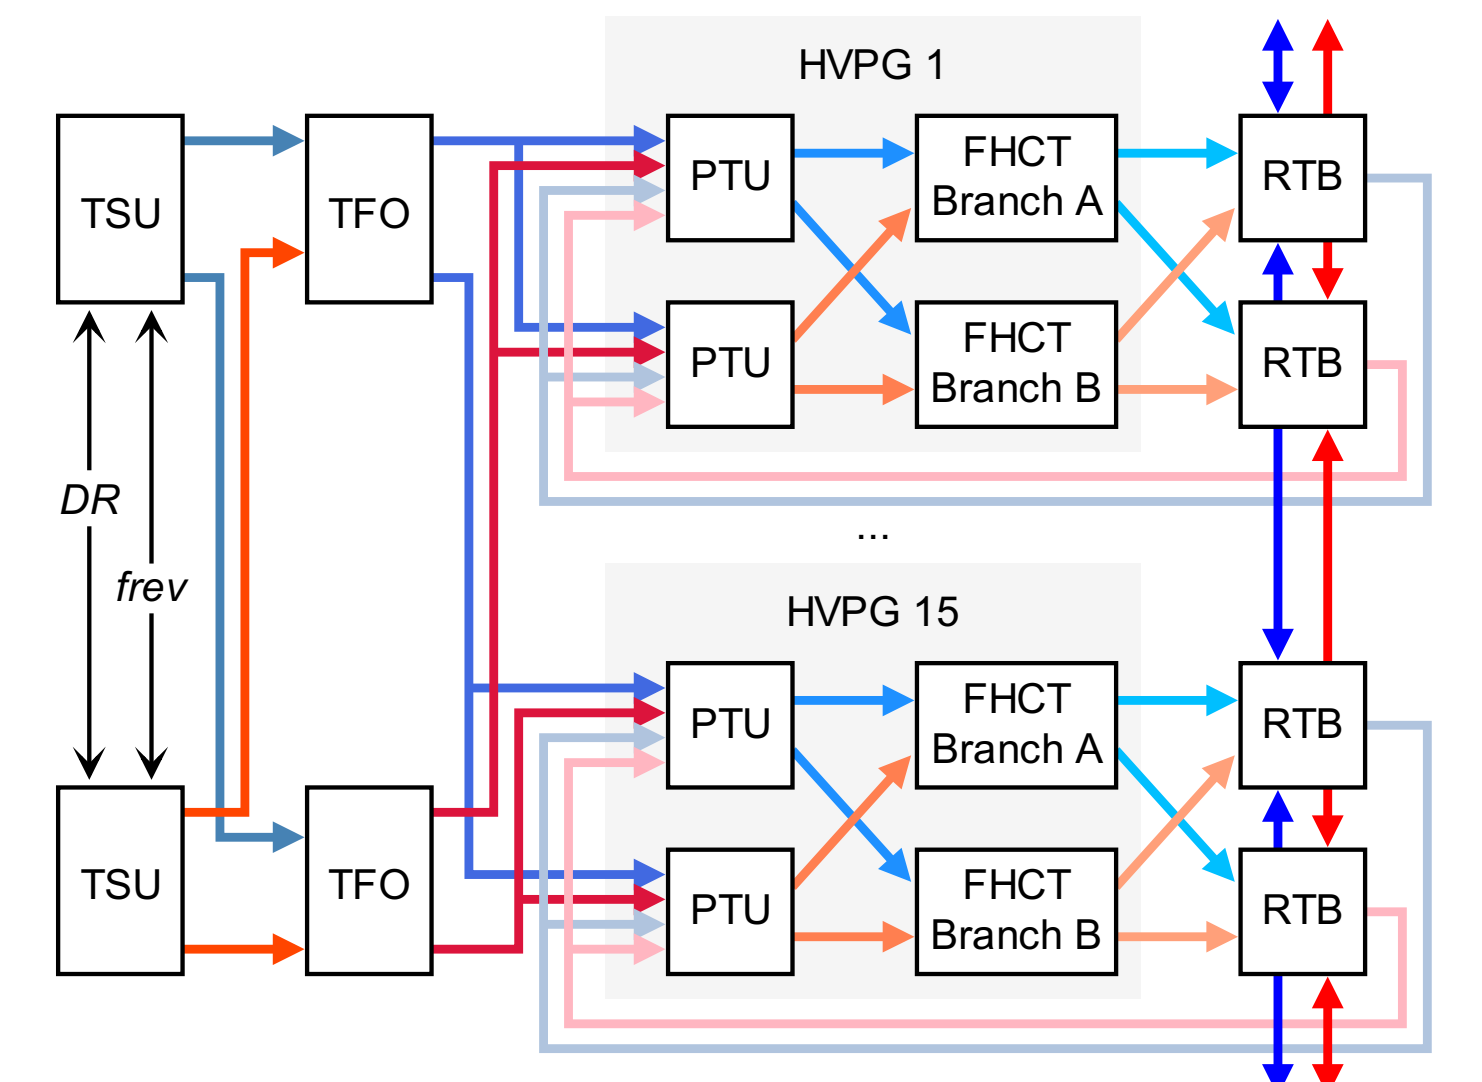 HVPG 1
TSU
TFO
PTU
FHCT
Branch A
RTB
PTU
FHCT
Branch B
RTB
DR
frev
...
HVPG 15
TSU
TFO
PTU
FHCT
Branch A
RTB
PTU
FHCT
Branch B
RTB